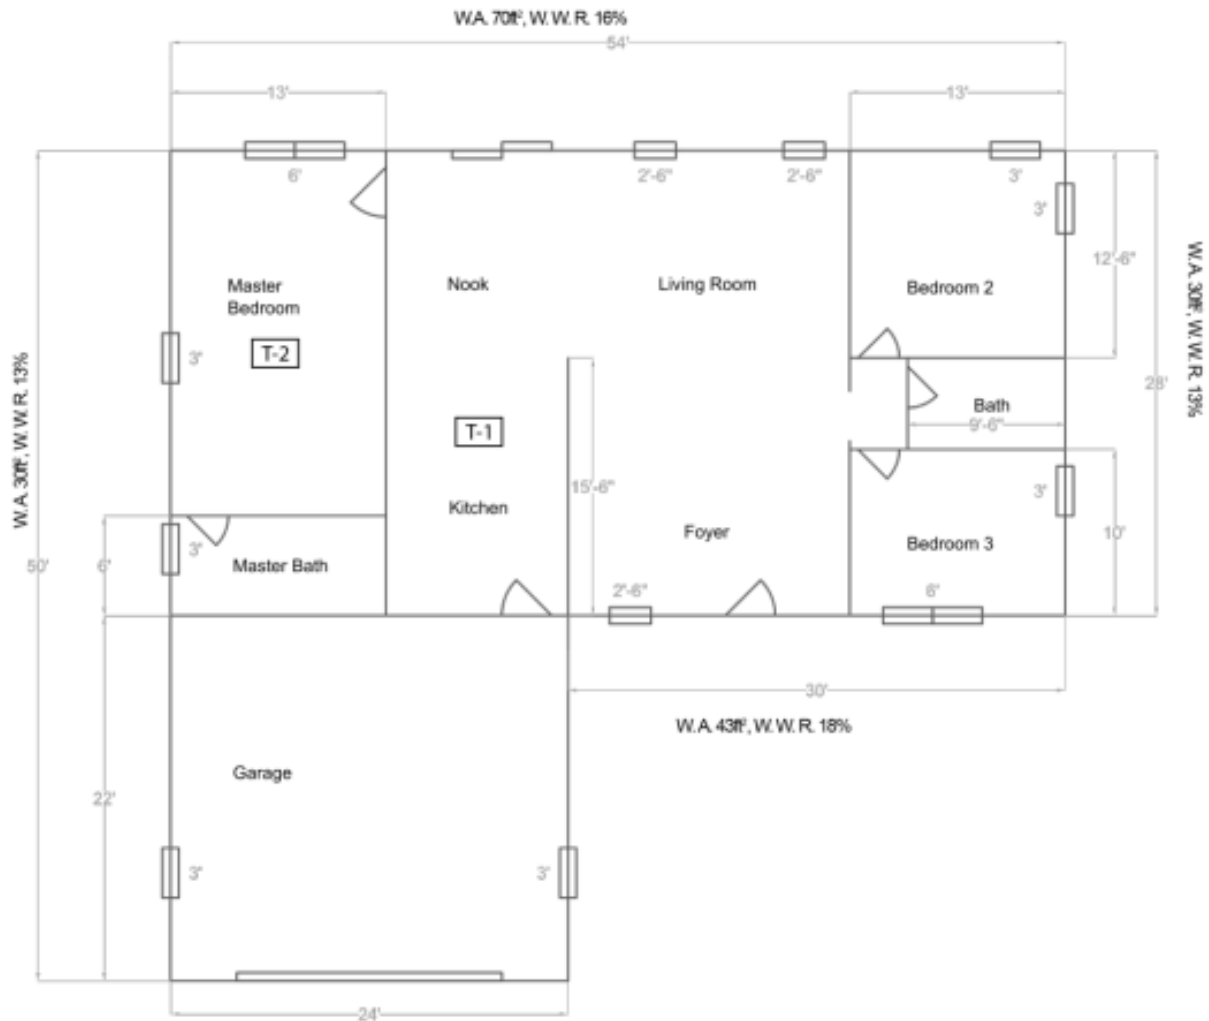 W.A. 70ft², W.W.R. 16%
54'
13'
13'
6'
2'-6"
2'-6"
3'
3'
12'-6"
Master
Bedroom
Nook
Living Room
Bedroom 2
T-2
3'
W.A. 30ft², W.W.R. 13%
W.A. 30ft², W.W.R. 13%
28'
Bath
9'-6"
T-1
15'-6"
3'
Kitchen
Foyer
Bedroom 3
10'
3'
6'
Master Bath
50'
2"-6"
6'
30'
W.A. 43ft², W.W.R. 18%
Garage
22'
3'
3'
24'